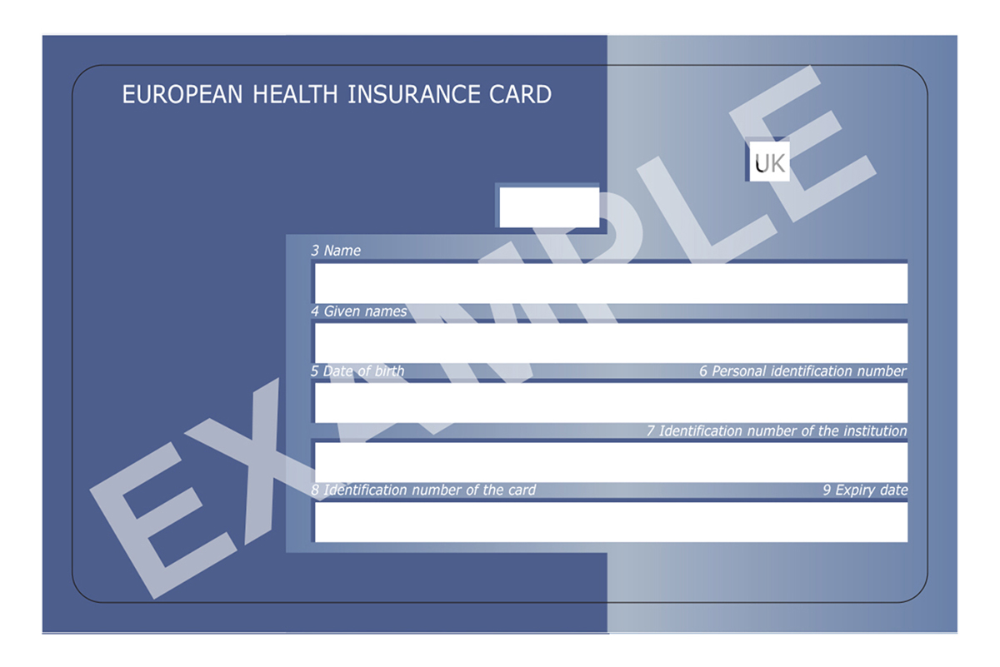 EUROPEAN HEALTH INSURANCE CARD
UK
3 Name
4 Given names
5 Date of birth 6 Personal identification number
7 Identification number of the institution
8 Identification number of the card 9 Expiry date
EXAMPLE